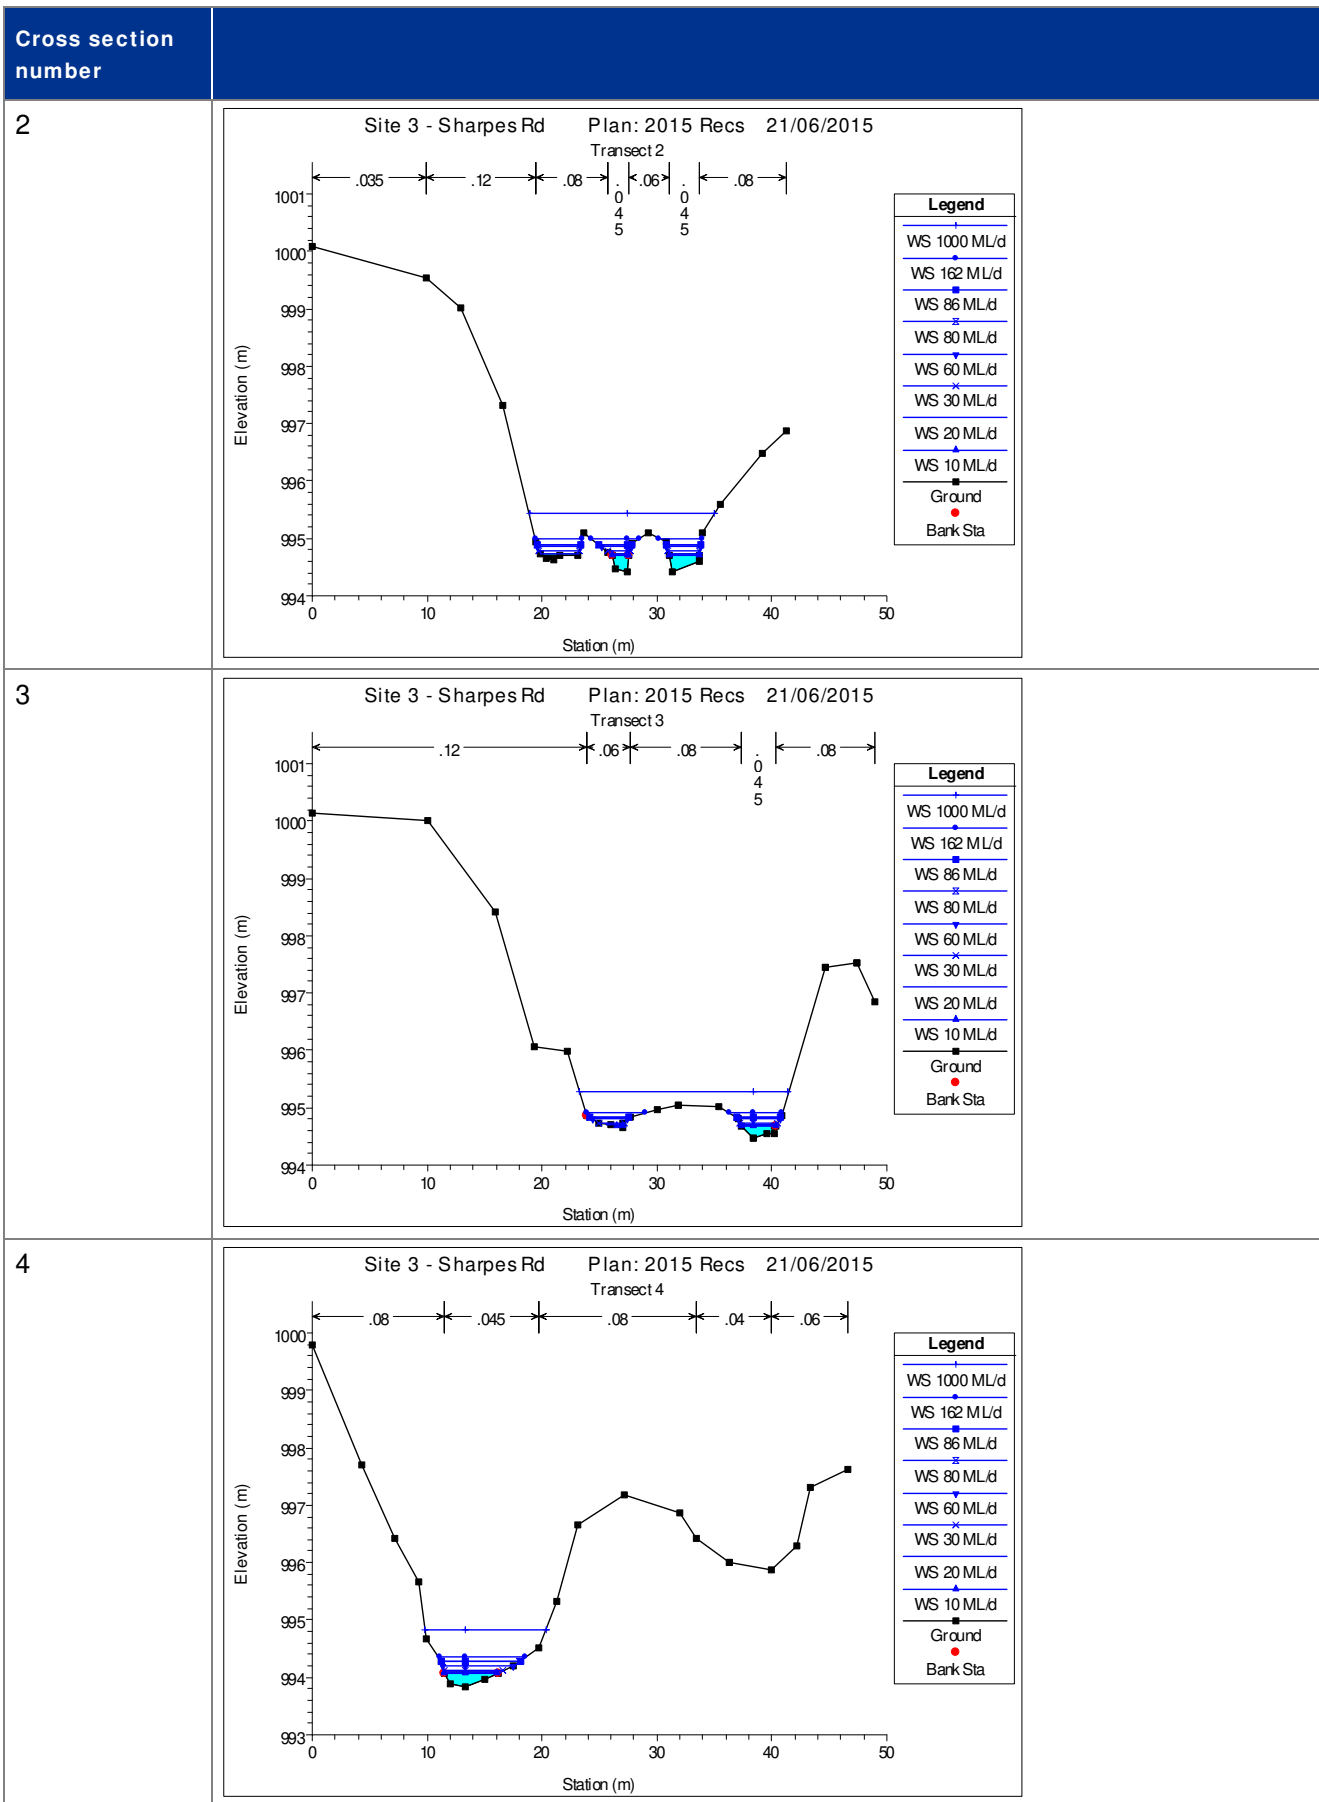 Cross section
number
2
Site 3 - Sharpes Rd Plan: 2015 Recs 21/06/2015
Transect 2
.035 .12 .08 .045 .06 .045 .08
1001
1000
999
998
997
996
995
994
Elevation (m)
0 10 20 30 40 50
Station (m)
Legend
WS 1000 ML/d
WS 162 ML/d
WS 86 ML/d
WS 80 ML/d
WS 60 ML/d
WS 30 ML/d
WS 20 ML/d
WS 10 ML/d
Ground
Bank Sta
3
Site 3 - Sharpes Rd Plan: 2015 Recs 21/06/2015
Transect 3
.12 .06 .08 .045 .08
1001
1000
999
998
997
996
995
994
Elevation (m)
0 10 20 30 40 50
Station (m)
Legend
WS 1000 ML/d
WS 162 ML/d
WS 86 ML/d
WS 80 ML/d
WS 60 ML/d
WS 30 ML/d
WS 20 ML/d
WS 10 ML/d
Ground
Bank Sta
4
Site 3 - Sharpes Rd Plan: 2015 Recs 21/06/2015
Transect 4
.08 .045 .08 .04 .06
1000
999
998
997
996
995
994
993
Elevation (m)
0 10 20 30 40 50
Station (m)
Legend
WS 1000 ML/d
WS 162 ML/d
WS 86 ML/d
WS 80 ML/d
WS 60 ML/d
WS 30 ML/d
WS 20 ML/d
WS 10 ML/d
Ground
Bank Sta